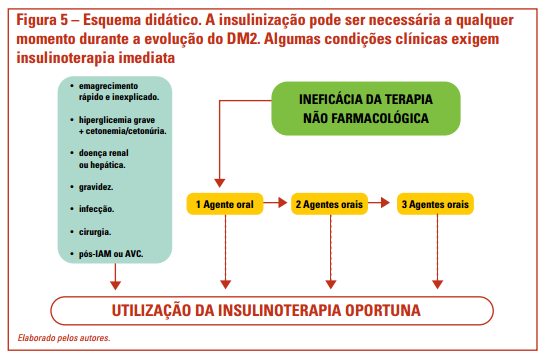 Figura 5 – Esquema didático. A insulinização pode ser necessária a qualquer
momento durante a evolução do DM2. Algumas condições clínicas exigem
insulinoterapia imediata
• emagrecimento
rápido e inexplicado.
• hiperglicemia grave
+ cetonemia/cetonúria.
• doença renal
ou hepática.
• gravidez.
• infecção.
• cirurgia.
• pós-IAM ou AVC.
INEFICÁCIA DA TERAPIA
NÃO FARMACOLÓGICA
1 Agente oral
2 Agentes orais
3 Agentes orais
UTILIZAÇÃO DA INSULINOTERAPIA OPORTUNA
Elaborado pelos autores.